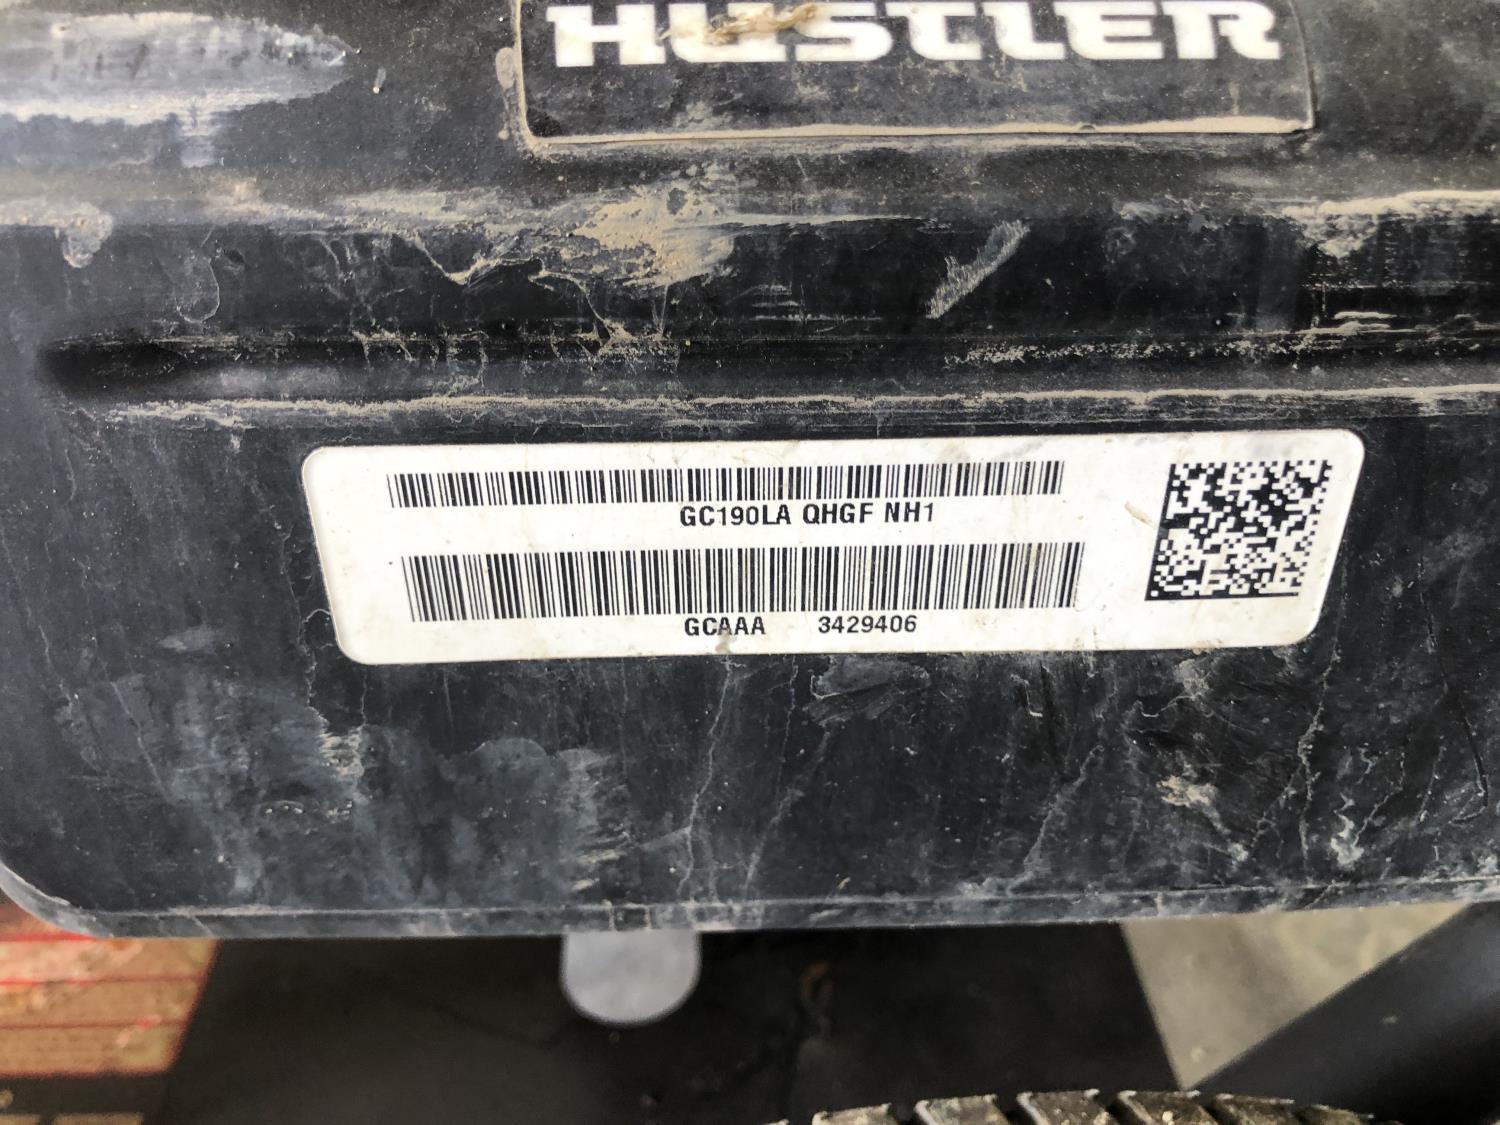 HUSTLER
GC190LA QHGF NH1
GCAAA 3429406